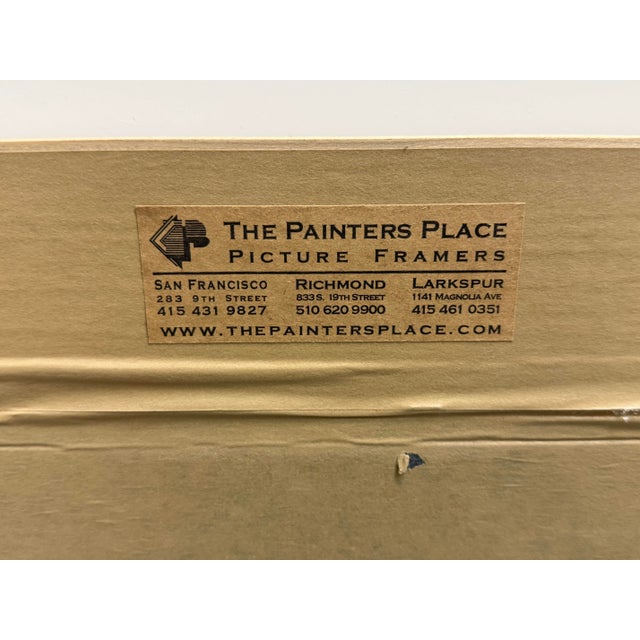 THE PAINTERS PLACE
PICTURE FRAMERS
SAN FRANCISCO RICHMOND LARKSPUR
283 9TH STREET 833 S. 19TH STREET 1141 MAGNOLIA AVE
415 431 9827 510 620 9900 415 461 0351
WWW.THEPAINTERSPLACE.COM